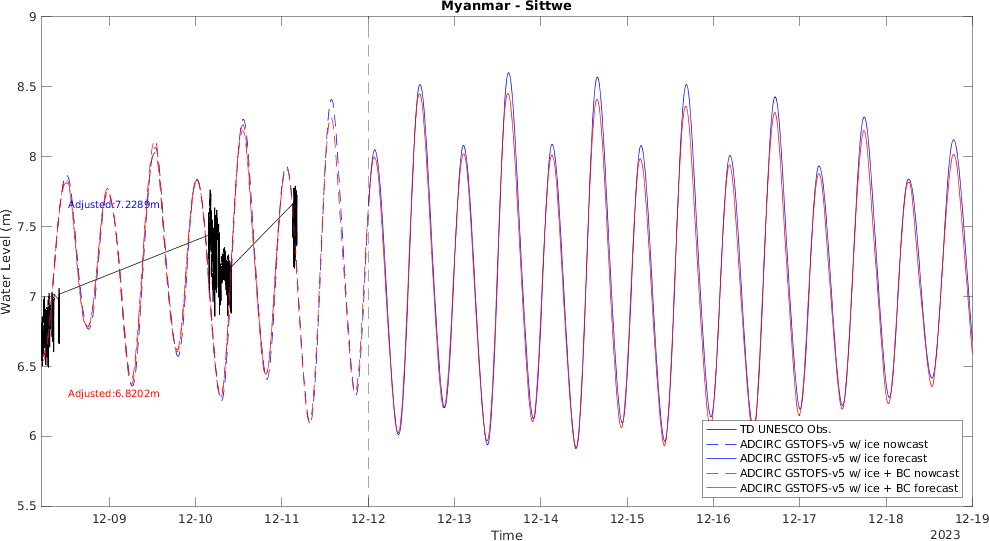 Myanmar - Sittwe
9
8.5
8
7.5
7
6.5
6
5.5
Water Level (m)
Adjusted:7.2289m
Adjusted:6.8202m
TD UNESCO Obs.
ADCIRC GSTOFS-v5 w/ ice nowcast
ADCIRC GSTOFS-v5 w/ ice forecast
ADCIRC GSTOFS-v5 w/ ice + BC nowcast
ADCIRC GSTOFS-v5 w/ ice + BC forecast
12-09 12-10 12-11 12-12 12-13 12-14 12-15 12-16 12-17 12-18 12-19
Time
2023